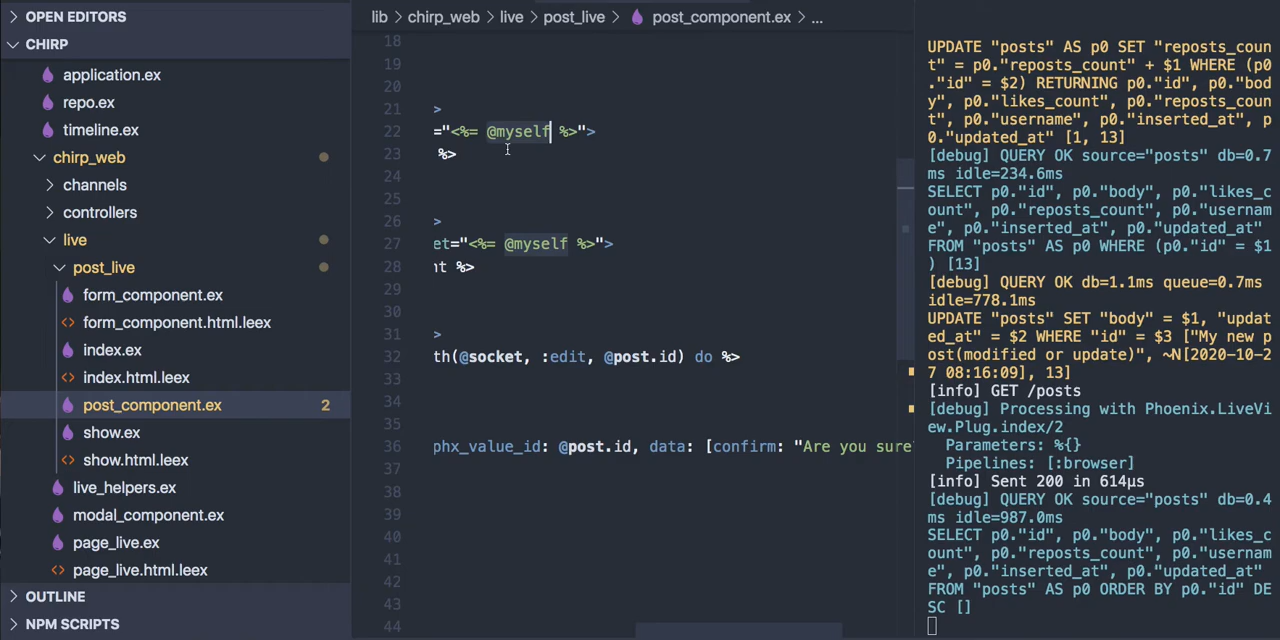 OPEN EDITORS
CHIRP
application.ex
repo.ex
timeline.ex
chirp_web
channels
controllers
live
post_live
form_component.ex
form_component.html.leex
index.ex
index.html.leex
post_component.ex 2
show.ex
show.html.leex
live_helpers.ex
modal_component.ex
page_live.ex
page_live.html.leex
OUTLINE
NPM SCRIPTS
lib > chirp_web > live > post_live > post_component.ex > ...
18
19
20
21 >
22 ="<%= @myself %>">
23 %>
24
25
26 >
27 et="<%= @myself %>">
28 nt %>
29
30
31 >
32 th(@socket, :edit, @post.id) do %>
33
34
35
36 phx_value_id: @post.id, data: [confirm: "Are you sure
37
38
39
40
41
42
43
44
UPDATE "posts" AS p0 SET "reposts_coun
t" = p0."reposts_count" + $1 WHERE (p0
."id" = $2) RETURNING p0."id", p0."bod
y", p0."likes_count", p0."reposts_coun
t", p0."username", p0."inserted_at", p
0."updated_at" [1, 13]
[debug] QUERY OK source="posts" db=0.7
ms idle=234.6ms
SELECT p0."id", p0."body", p0."likes_c
ount", p0."reposts_count", p0."usernam
e", p0."inserted_at", p0."updated_at"
FROM "posts" AS p0 WHERE (p0."id" = $1
) [13]
[debug] QUERY OK db=1.1ms queue=0.7ms
idle=778.1ms
UPDATE "posts" SET "body" = $1, "updat
ed_at" = $2 WHERE "id" = $3 ["My new p
ost(modified or update)", ~N[2020-10-2
7 08:16:09], 13]
[info] GET /posts
[debug] Processing with Phoenix.LiveVi
ew.Plug.index/2
Parameters: %{}
Pipelines: [:browser]
[info] Sent 200 in 614µs
[debug] QUERY OK source="posts" db=0.4
ms idle=987.0ms
SELECT p0."id", p0."body", p0."likes_c
ount", p0."reposts_count", p0."usernam
e", p0."inserted_at", p0."updated_at"
FROM "posts" AS p0 ORDER BY p0."id" DE
SC []